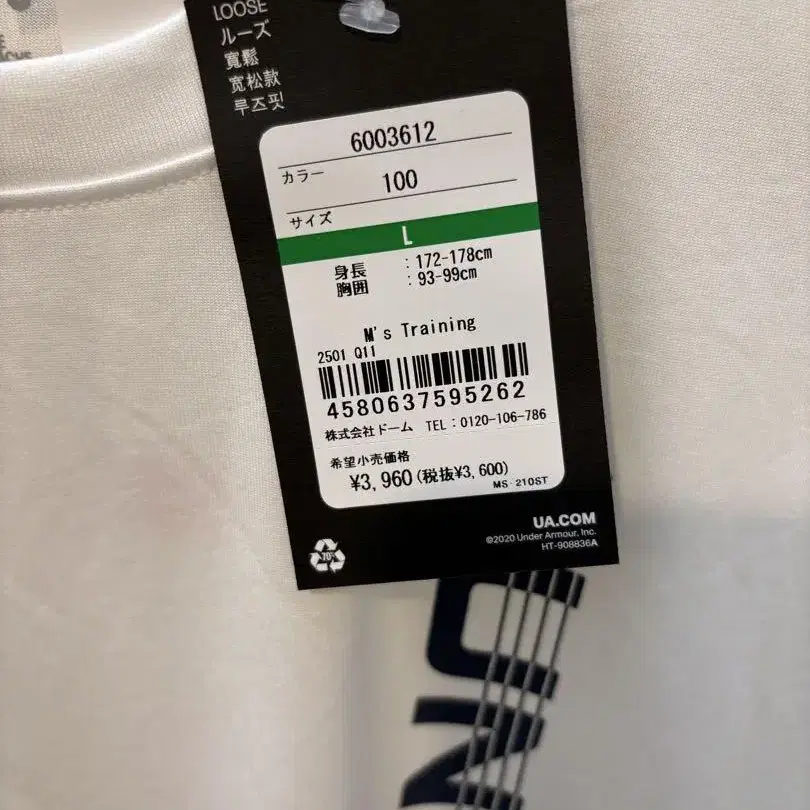 LOOSE
ルーズ
寬鬆
宽松款
루즈핏
6003612
カラー 100
サイズ
L
身長 :172-178cm
胸囲 :93-99cm
M's Training
2501 Q11
4580637595262
株式会社ドーム TEL:0120-106-786
希望小売価格
¥3,960(税抜¥3,600)
MS-210ST
UA.COM
©2020 Under Armour, Inc.
HT-908836A
70%